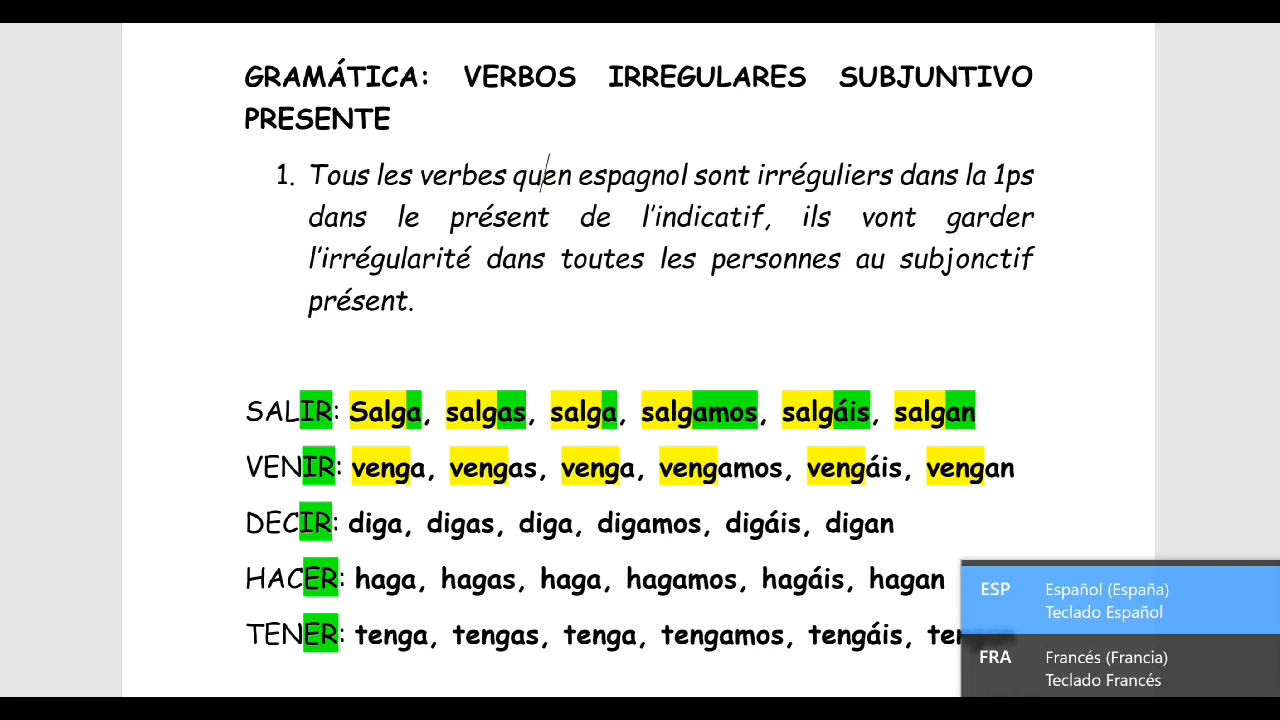 GRAMÁTICA: VERBOS IRREGULARES SUBJUNTIVO
PRESENTE
1. Tous les verbes quen espagnol sont irréguliers dans la 1ps
dans le présent de l'indicatif, ils vont garder
l'irrégularité dans toutes les personnes au subjonctif
présent.
SALIR: Salga, salgas, salga, salgamos, salgáis, salgan
VENIR: venga, vengas, venga, vengamos, vengáis, vengan
DECIR: diga, digas, diga, digamos, digáis, digan
HACER: haga, hagas, haga, hagamos, hagáis, hagan
TENER: tenga, tengas, tenga, tengamos, tengáis,
ESP Español (España)
Teclado Español
FRA Francés (Francia)
Teclado Francés